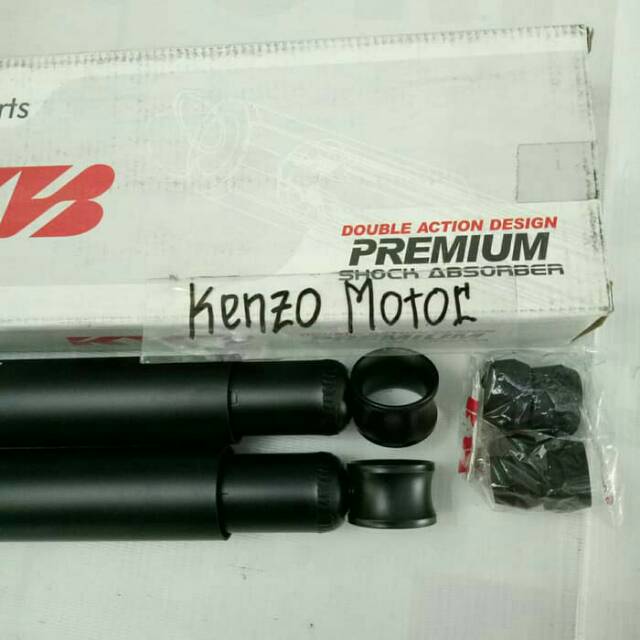 rts
DOUBLE ACTION DESIGN
PREMIUM
SHOCK ABSORBER
Kenzo Motor